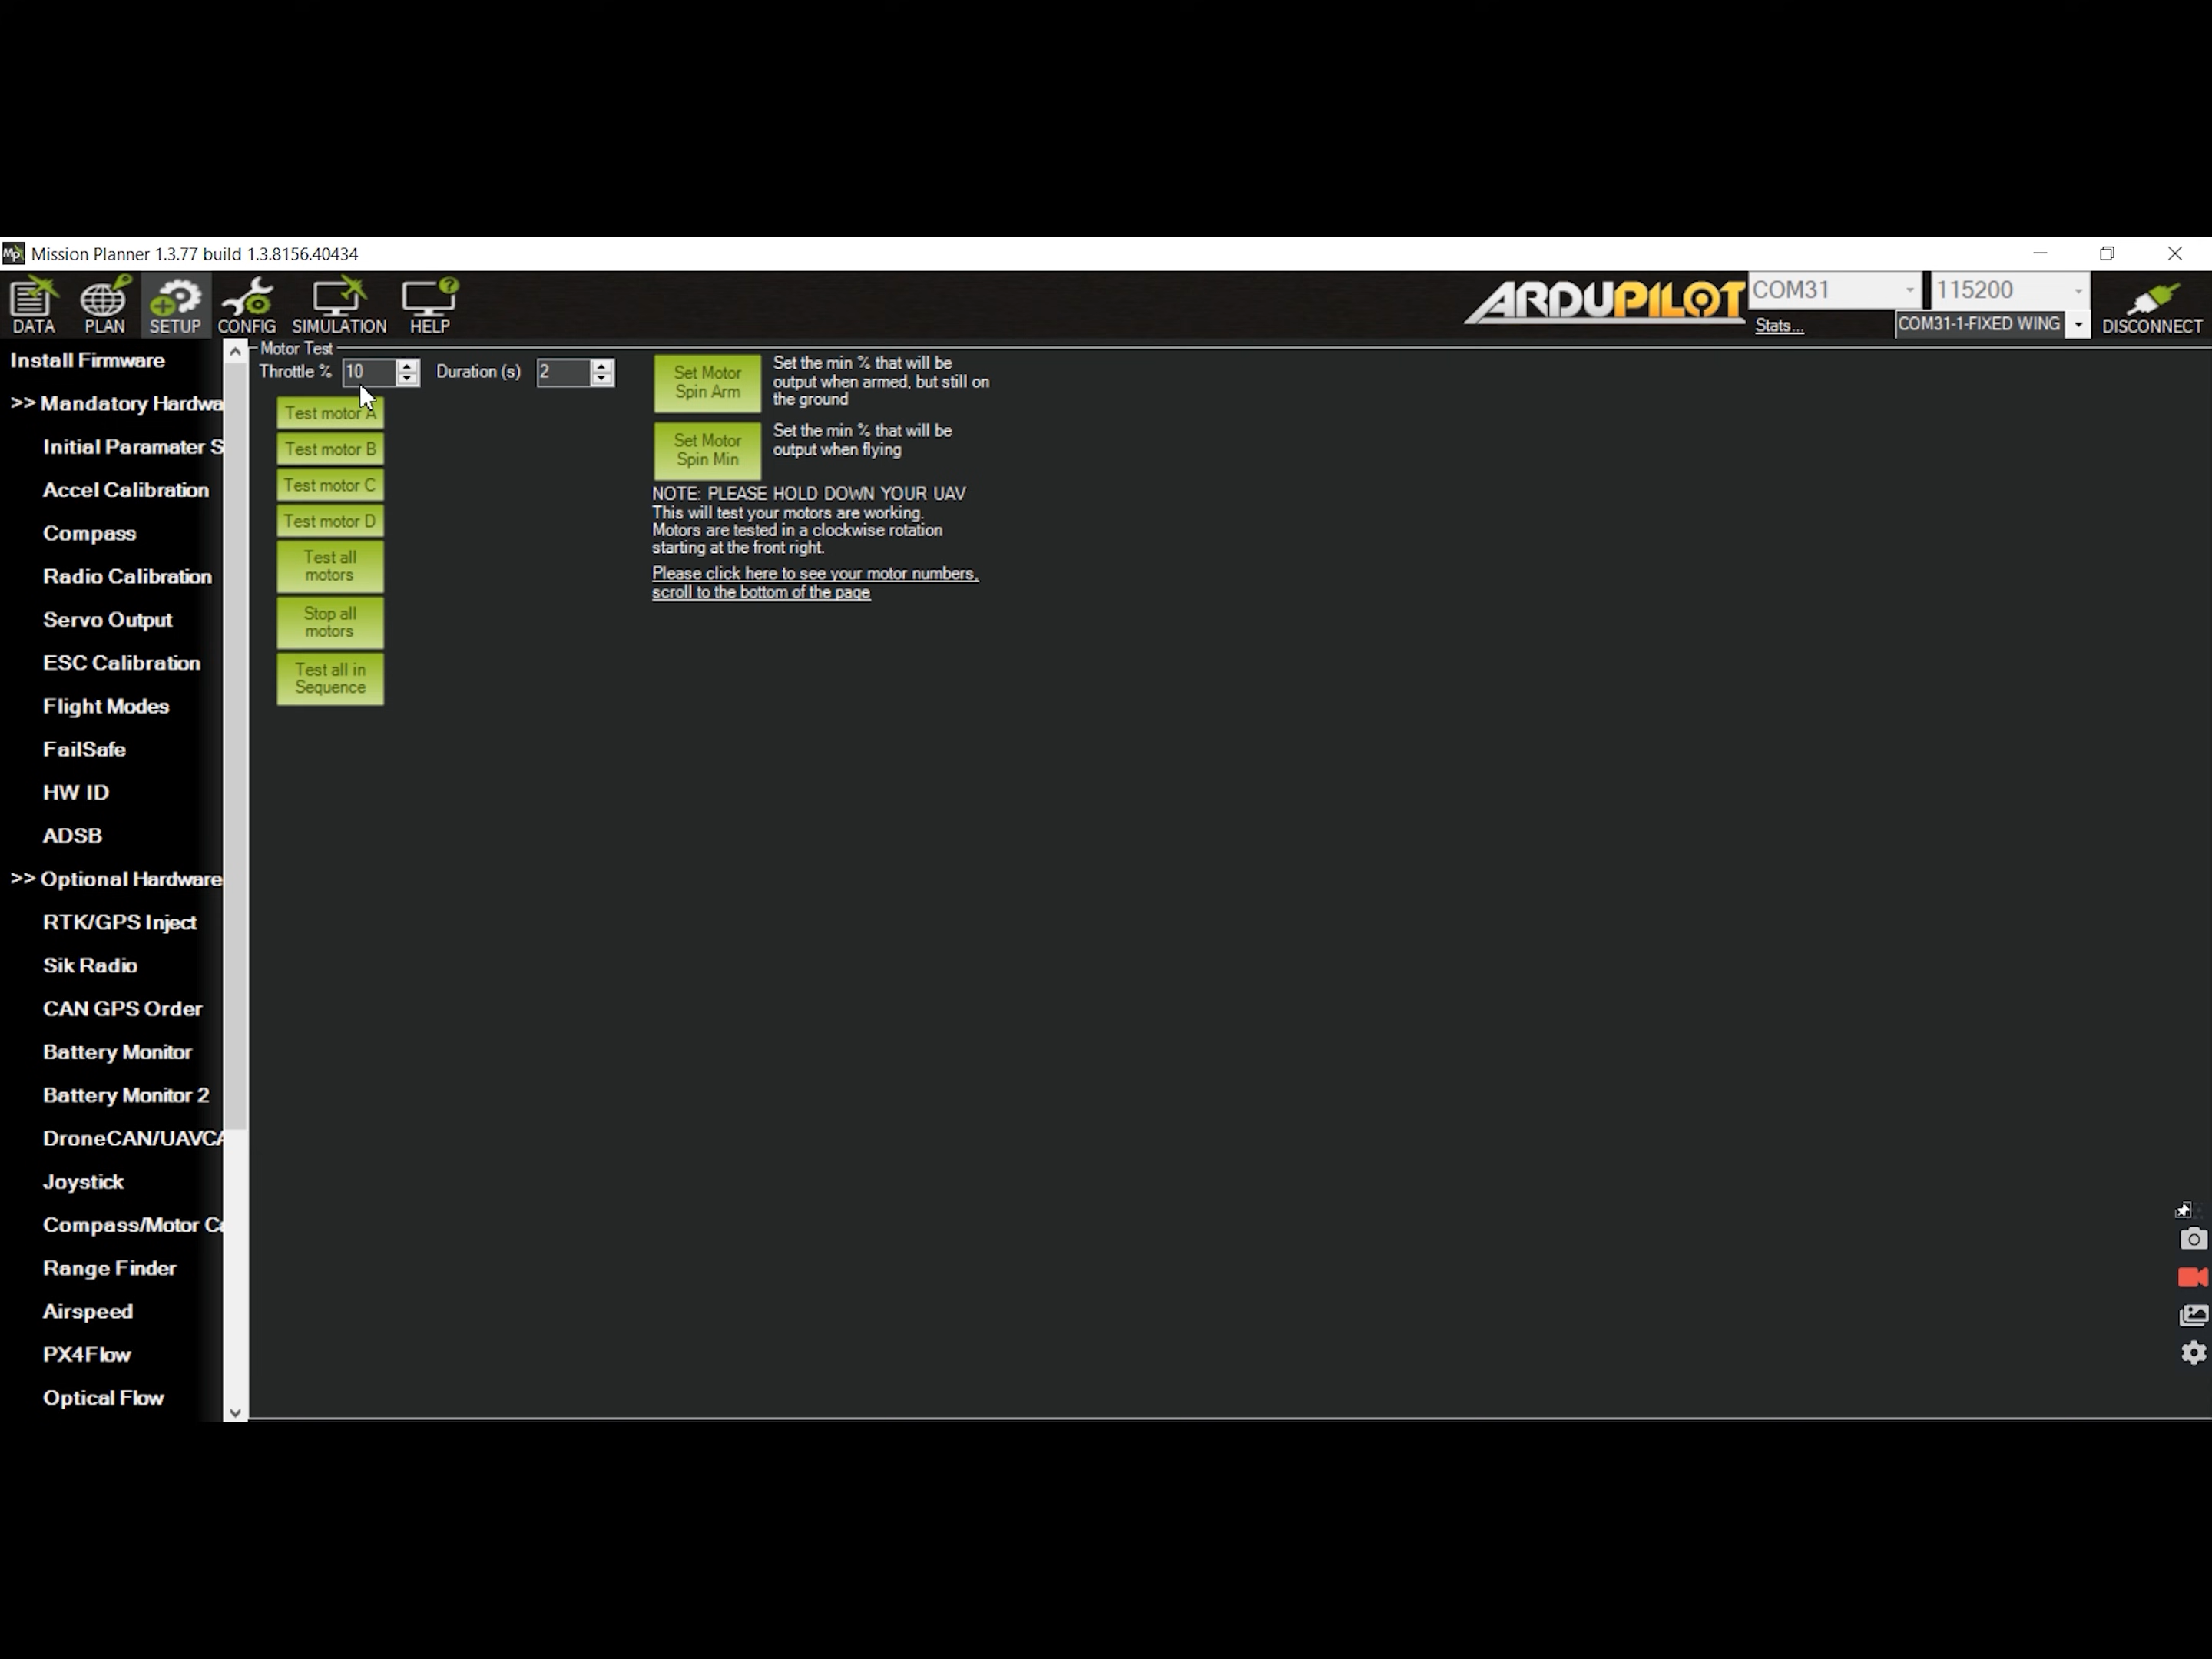 Mission Planner 1.3.77 build 1.3.8156.40434
DATA
PLAN
SETUP
CONFIG
SIMULATION
HELP
ARDUPILOT
COM31
115200
Stats...
COM31-1-FIXED WING
DISCONNECT
Install Firmware
>> Mandatory Hardwa
Initial Paramater S
Accel Calibration
Compass
Radio Calibration
Servo Output
ESC Calibration
Flight Modes
FailSafe
HW ID
ADSB
>> Optional Hardware
RTK/GPS Inject
Sik Radio
CAN GPS Order
Battery Monitor
Battery Monitor 2
DroneCAN/UAVCA
Joystick
Compass/Motor Ca
Range Finder
Airspeed
PX4Flow
Optical Flow
Motor Test
Throttle % 10 Duration (s) 2
Test motor A
Test motor B
Test motor C
Test motor D
Test all
motors
Stop all
motors
Test all in
Sequence
Set Motor
Spin Arm
Set the min % that will be
output when armed, but still on
the ground
Set Motor
Spin Min
Set the min % that will be
output when flying
NOTE: PLEASE HOLD DOWN YOUR UAV
This will test your motors are working.
Motors are tested in a clockwise rotation
starting at the front right.
Please click here to see your motor numbers,
scroll to the bottom of the page